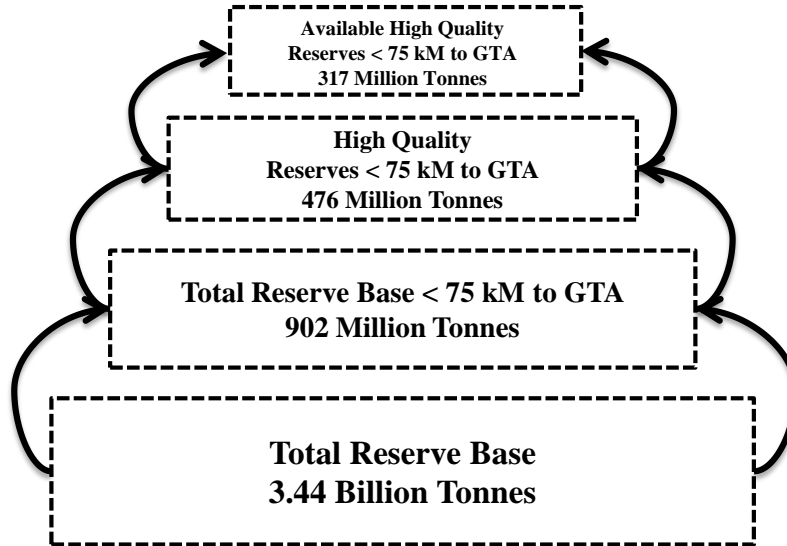 Available High Quality
Reserves < 75 kM to GTA
317 Million Tonnes
High Quality
Reserves < 75 kM to GTA
476 Million Tonnes
Total Reserve Base < 75 kM to GTA
902 Million Tonnes
Total Reserve Base
3.44 Billion Tonnes